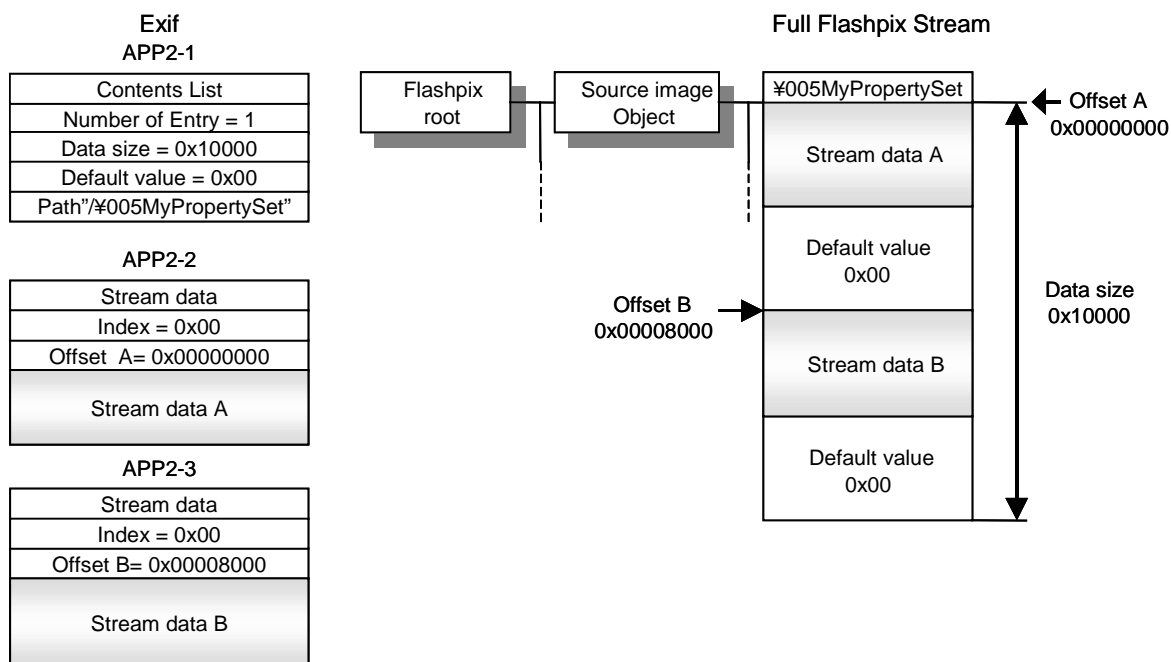 Exif
APP2-1
Contents List
Number of Entry = 1
Data size = 0x10000
Default value = 0x00
Path"/¥005MyPropertySet"
APP2-2
Stream data
Index = 0x00
Offset A= 0x00000000
Stream data A
APP2-3
Stream data
Index = 0x00
Offset B= 0x00008000
Stream data B
Full Flashpix Stream
Flashpix
root
Source image
Object
¥005MyPropertySet
Offset A
0x00000000
Stream data A
Default value
0x00
Offset B
0x00008000
Data size
0x10000
Stream data B
Default value
0x00